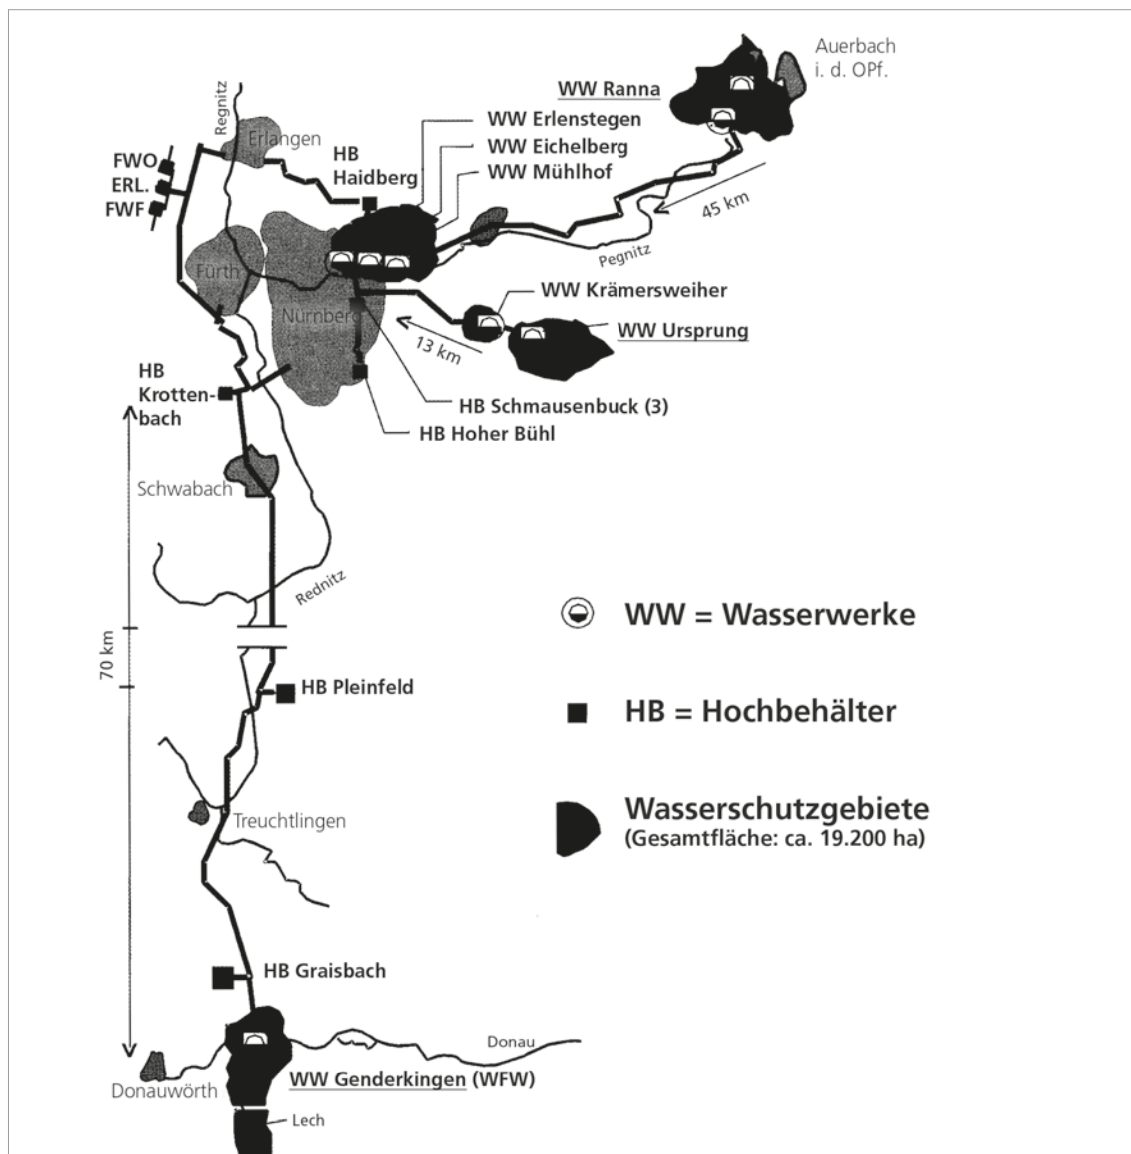 Auerbach
i. d. OPf.
WW Ranna
WW Erlenstegen
WW Eichelberg
WW Mühlhof
Regnitz
Erlangen
HB
Haidberg
FWO
ERL.
FWF
45 km
Pegnitz
Fürth
Nürnberg
WW Krämersweiher
WW Ursprung
13 km
HB
Krotten-
bach
HB Schmausenbuck (3)
HB Hoher Bühl
Schwabach
Rednitz
70 km
WW = Wasserwerke
HB Pleinfeld
HB = Hochbehälter
Wasserschutzgebiete
(Gesamtfläche: ca. 19.200 ha)
Treuchtlingen
HB Graisbach
Donau
Donauwörth
WW Genderkingen (WFW)
Lech